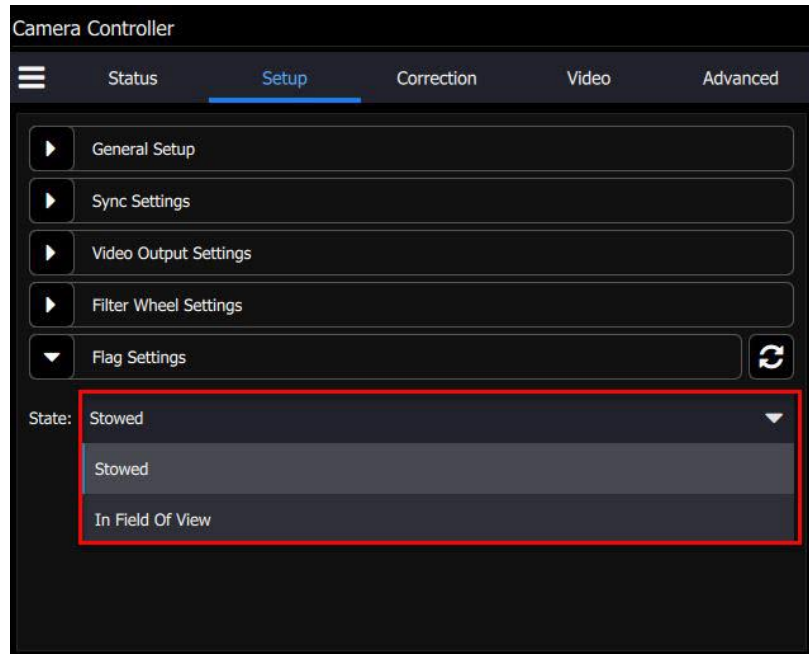 Camera Controller
Status Setup Correction Video Advanced
General Setup
Sync Settings
Video Output Settings
Filter Wheel Settings
Flag Settings
State: Stowed
Stowed
In Field Of View